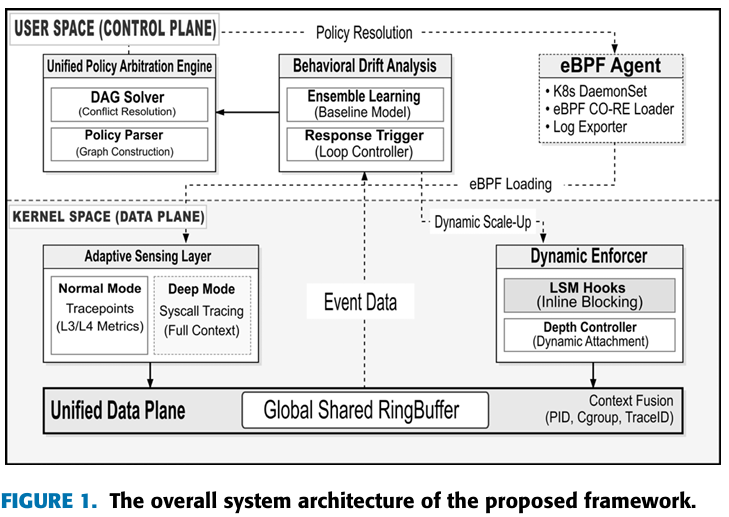 USER SPACE (CONTROL PLANE)
Policy Resolution
Unified Policy Arbitration Engine
DAG Solver
(Conflict Resolution)
Policy Parser
(Graph Construction)
Behavioral Drift Analysis
Ensemble Learning
(Baseline Model)
Response Trigger
(Loop Controller)
eBPF Agent
• K8s DaemonSet
• eBPF CO-RE Loader
• Log Exporter
eBPF Loading
KERNEL SPACE (DATA PLANE)
Dynamic Scale-Up
Adaptive Sensing Layer
Normal Mode
Tracepoints
(L3/L4 Metrics)
Deep Mode
Syscall Tracing
(Full Context)
Event Data
Dynamic Enforcer
LSM Hooks
(Inline Blocking)
Depth Controller
(Dynamic Attachment)
Unified Data Plane
Global Shared RingBuffer
Context Fusion
(PID, Cgroup, TraceID)
FIGURE 1. The overall system architecture of the proposed framework.